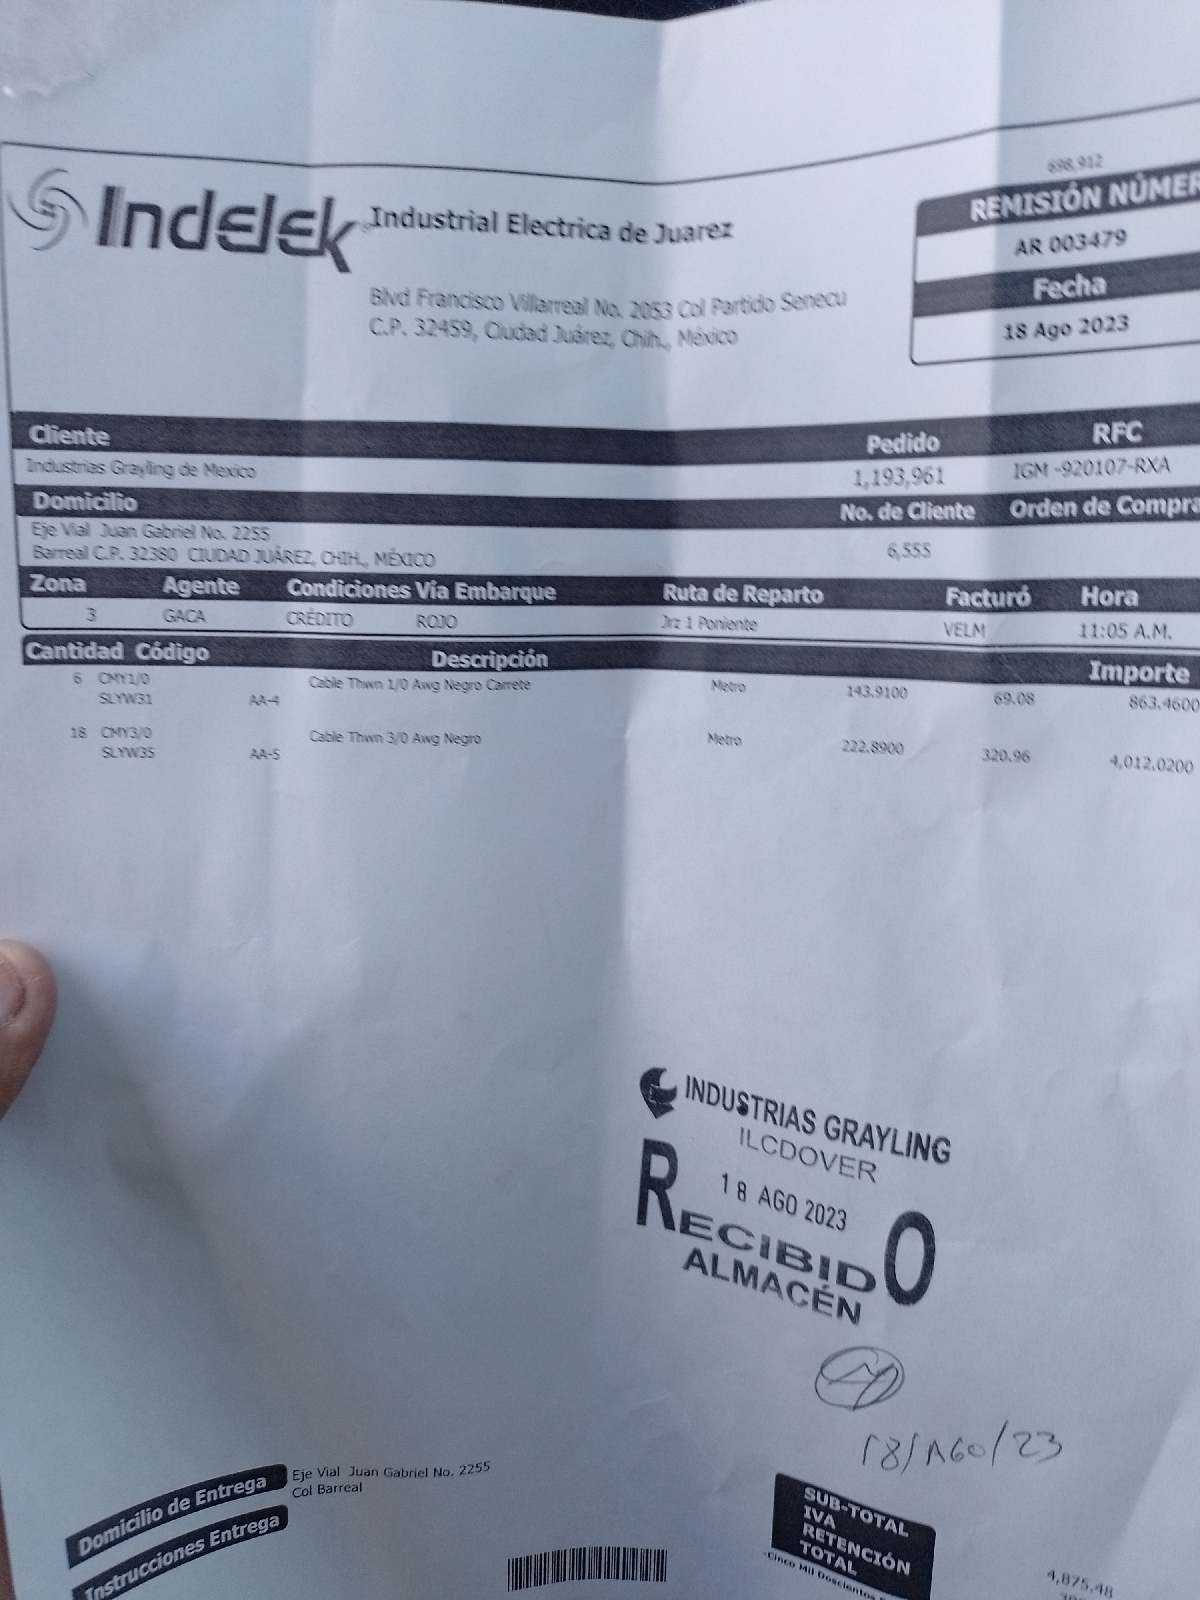 698,912
REMISIÓN NÚMER
AR 003479
Fecha
18 Ago 2023
Indelek
Industrial Electrica de Juarez
Blvd Francisco Villarreal No. 2053 Col Partido Senecu
C.P. 32459, Ciudad Juárez, Chih., México
Cliente Pedido RFC
Industrias Grayling de Mexico 1,193,961 IGM -920107-RXA
Domicilio No. de Cliente Orden de Compra
Eje Vial Juan Gabriel No. 2255 6,555
Barreal C.P. 32380 CIUDAD JUÁREZ, CHIH., MÉXICO
Zona Agente Condiciones Vía Embarque Ruta de Reparto Facturó Hora
3 GACA CRÉDITO ROJO Jrz 1 Poniente VELM 11:05 A.M.
Cantidad Código Descripción Importe
6 CMY1/0 Cable Thwn 1/0 Awg Negro Carrete Metro 143.9100 69.08 863.4600
SLYW31 AA-4
18 CMY3/0 Cable Thwn 3/0 Awg Negro Metro 222.8900 320.96 4,012.0200
SLYW35 AA-5
INDUSTRIAS GRAYLING
ILCDOVER
18 AGO 2023
RECIBIDO
ALMACÉN
18/AGO/23
Domicilio de Entrega Eje Vial Juan Gabriel No. 2255
Col Barreal
Instrucciones Entrega
SUB-TOTAL 4,875.48
IVA
RETENCIÓN
TOTAL
Cinco Mil Doscientos